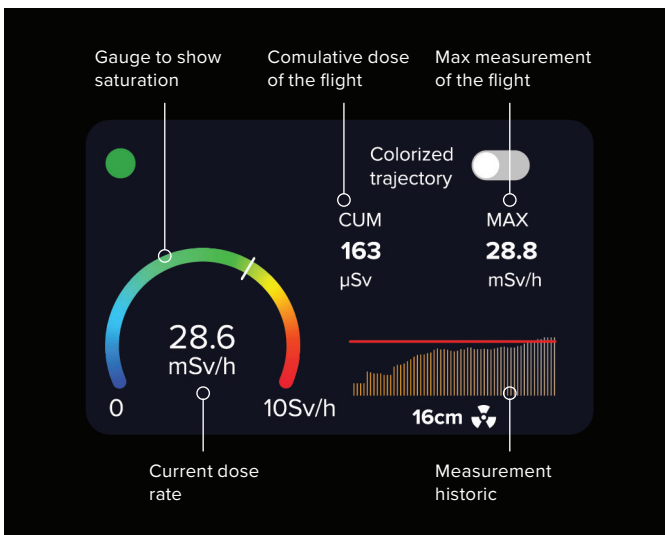 Gauge to show
saturation
Comulative dose
of the flight
Max measurement
of the flight
Colorized
trajectory
CUM
163
µSv
MAX
28.8
mSv/h
28.6
mSv/h
0
10Sv/h
16cm
Current dose
rate
Measurement
historic